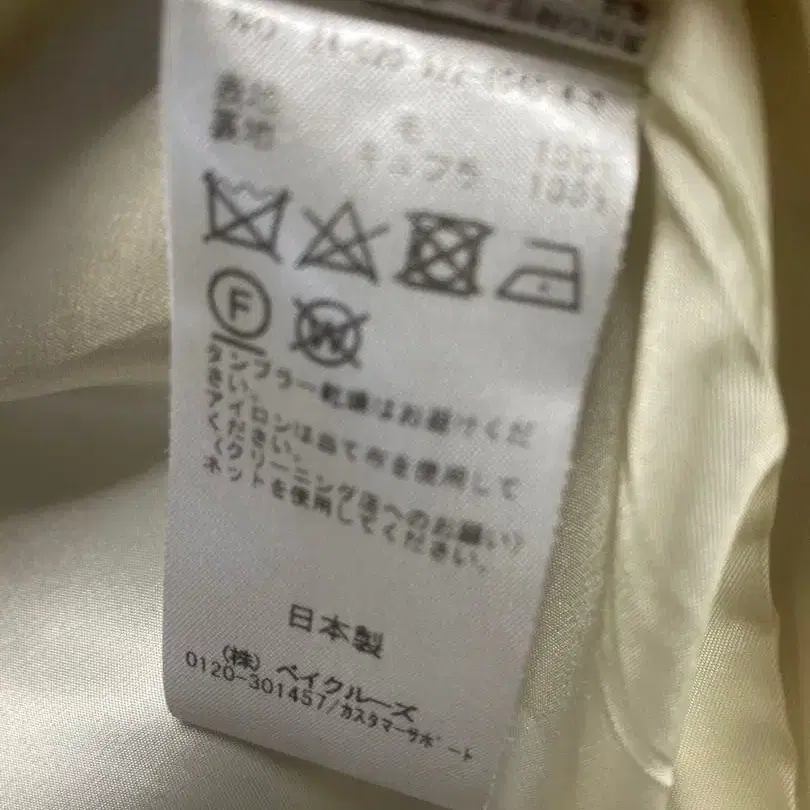 表地 毛 100%
裏地 キュプラ 100%
F
W
タンブラー乾燥はお避けくだ
さい。
アイロンは当て布を使用して
ください。
〈クリーニング店へのお願い〉
ネットを使用してください。
日本製
(株) ベイクルーズ
0120-301457/カスタマーサポート